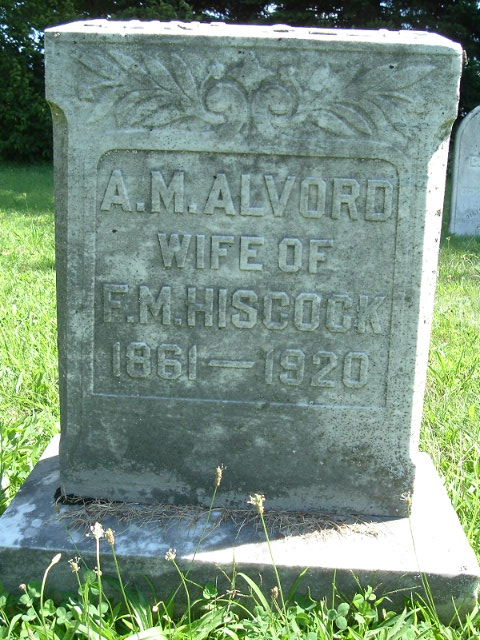 A.M. ALVORD
WIFE OF
F.M. HISCOCK
1861 — 1920